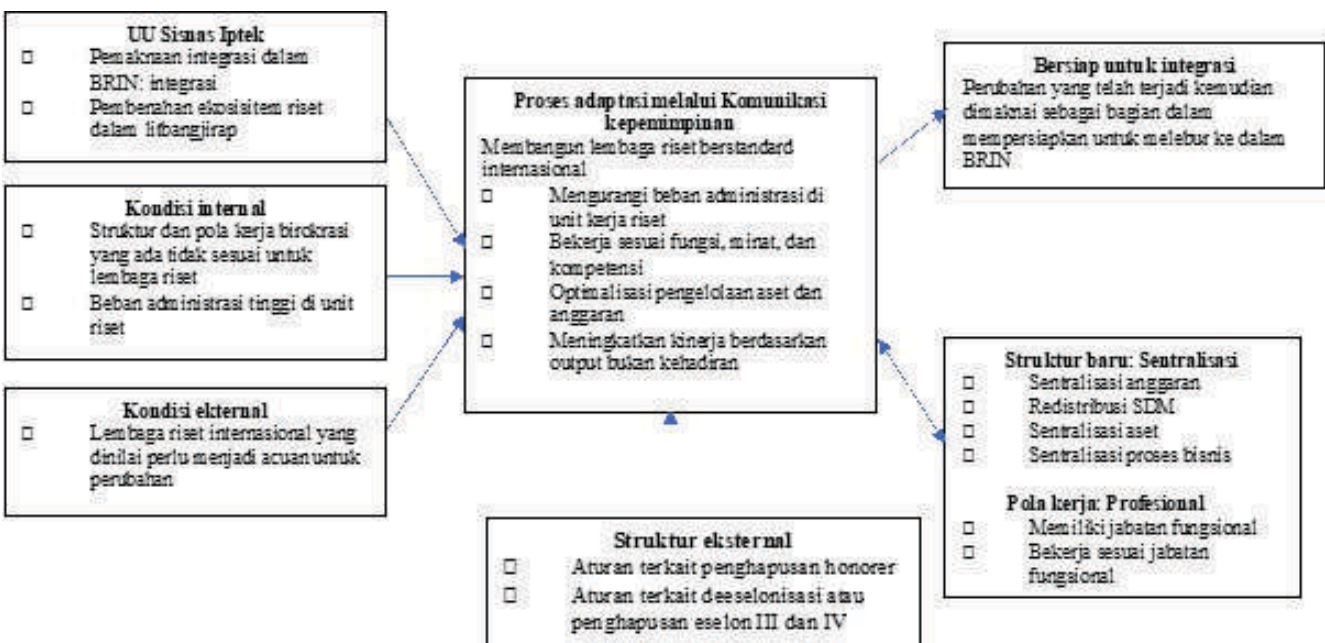 UU Sisnas Iptek
□ Pemaknaan integrasi dalam
BRIN: integrasi
□ Pembenahan ekosisitem riset
dalam litbangjirap
Kondisi internal
□ Struktur dan pola kerja birokrasi
yang ada tidak sesuai untuk
lembaga riset
□ Beban administrasi tinggi di unit
riset
Kondisi ekternal
□ Lembaga riset internasional yang
dinilai perlu menjadi acuan untuk
perubahan
Proses adaptasi melalui Komunikasi
kepemimpinan
Membangun lembaga riset berstandard
internasional
□ Mengurangi beban administrasi di
unit kerja riset
□ Bekerja sesuai fungsi, minat, dan
kompetensi
□ Optimalisasi pengelolaan aset dan
anggaran
□ Meningkatkan kinerja berdasarkan
output bukan kehadiran
Struktur eksternal
□ Aturan terkait penghapusan honorer
□ Aturan terkait deeselonisasi atau
penghapusan eselon III dan IV
Bersiap untuk integrasi
Perubahan yang telah terjadi kemudian
dimaknai sebagai bagian dalam
mempersiapkan untuk melebur ke dalam
BRIN
Struktur baru: Sentralisasi
□ Sentralisasi anggaran
□ Redistribusi SDM
□ Sentralisasi aset
□ Sentralisasi proses bisnis
Pola kerja: Profesional
□ Memiliki jabatan fungsional
□ Bekerja sesuai jabatan
fungsional